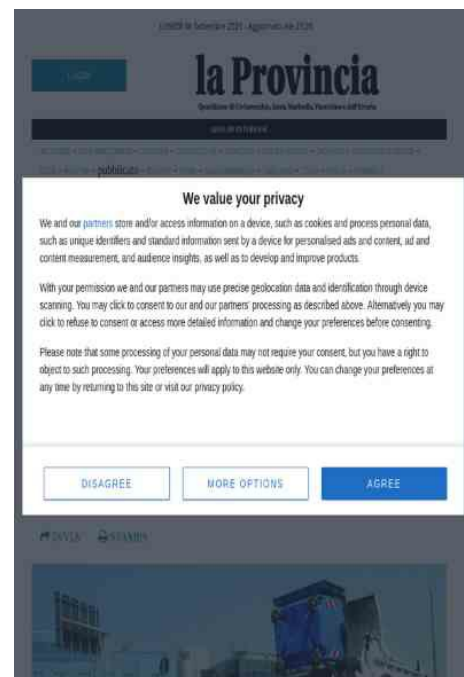 la Provincia
pubblicato
We value your privacy
We and our partners store and/or access information on a device, such as cookies and process personal data,
such as unique identifiers and standard information sent by a device for personalised ads and content, ad and
content measurement, and audience insights, as well as to develop and improve products.
With your permission we and our partners may use precise geolocation data and identification through device
scanning. You may click to consent to our and our partners' processing as described above. Alternatively you may
click to refuse to consent or access more detailed information and change your preferences before consenting.
Please note that some processing of your personal data may not require your consent, but you have a right to
object to such processing. Your preferences will apply to this website only. You can change your preferences at
any time by returning to this site or visit our privacy policy.
DISAGREE
MORE OPTIONS
AGREE
STAMPA